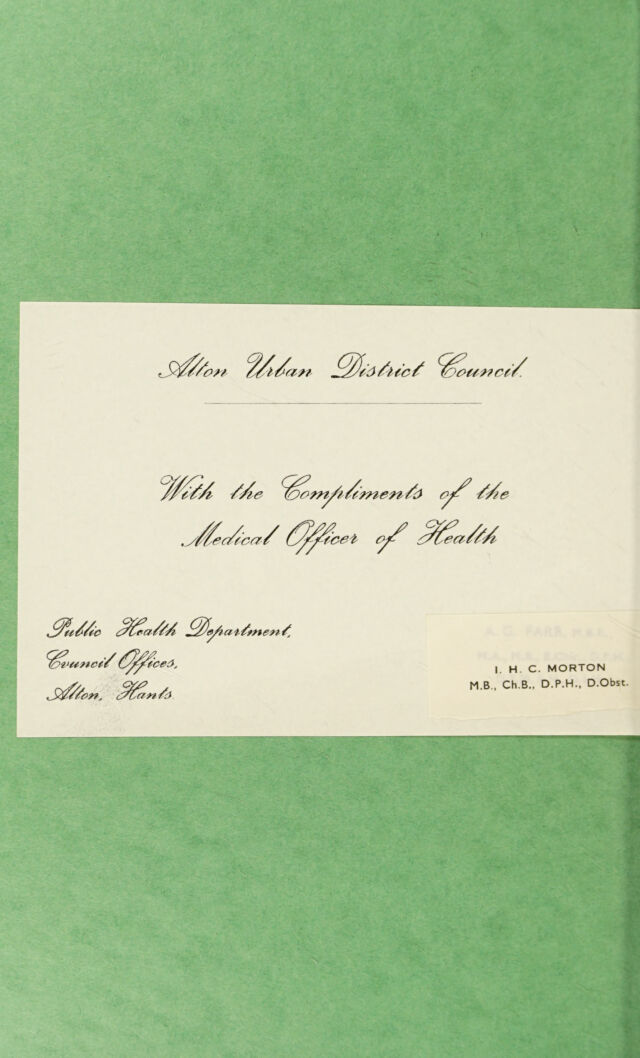 Alton Urban District Council.
With the Compliments of the
Medical Officer of Health
Public Health Department,
Council Offices,
Alton, Hants
A. G. FARR, M.B.E.,
I. H. C. MORTON
M.B., Ch.B., D.P.H., D.Obst.